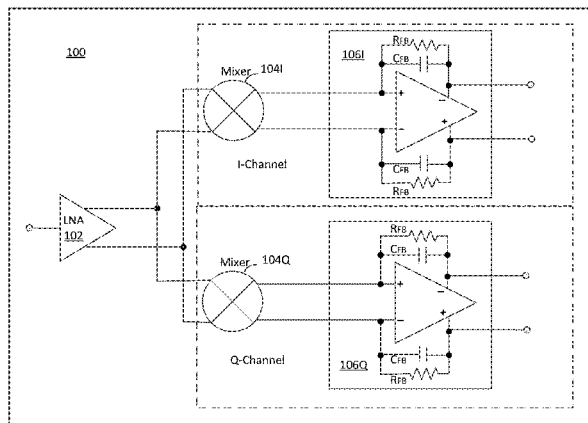 100
Mixer
104I
106I
RFB
CFB
+
−
−
+
CFB
RFB
I-Channel
LNA
102
Mixer
104Q
RFB
CFB
+
−
−
+
CFB
RFB
Q-Channel
106Q